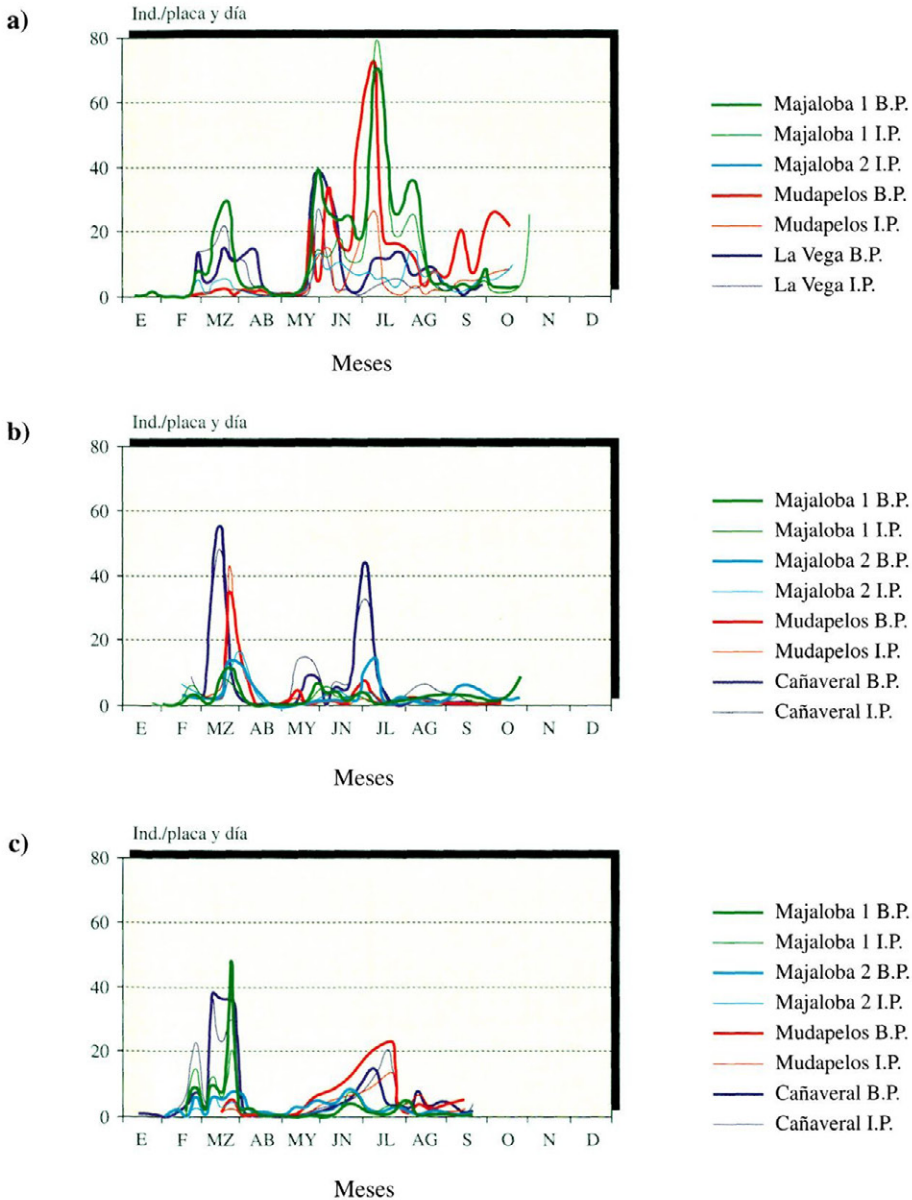 a)
Ind./placa y día
80
60
40
20
0
E F MZ AB MY JN JL AG S O N D
Meses
Majaloba 1 B.P.
Majaloba 1 I.P.
Majaloba 2 I.P.
Mudapelos B.P.
Mudapelos I.P.
La Vega B.P.
La Vega I.P.
b)
Ind./placa y día
80
60
40
20
0
E F MZ AB MY JN JL AG S O N D
Meses
Majaloba 1 B.P.
Majaloba 1 I.P.
Majaloba 2 B.P.
Majaloba 2 I.P.
Mudapelos B.P.
Mudapelos I.P.
Cañaveral B.P.
Cañaveral I.P.
c)
Ind./placa y día
80
60
40
20
0
E F MZ AB MY JN JL AG S O N D
Meses
Majaloba 1 B.P.
Majaloba 1 I.P.
Majaloba 2 B.P.
Majaloba 2 I.P.
Mudapelos B.P.
Mudapelos I.P.
Cañaveral B.P.
Cañaveral I.P.